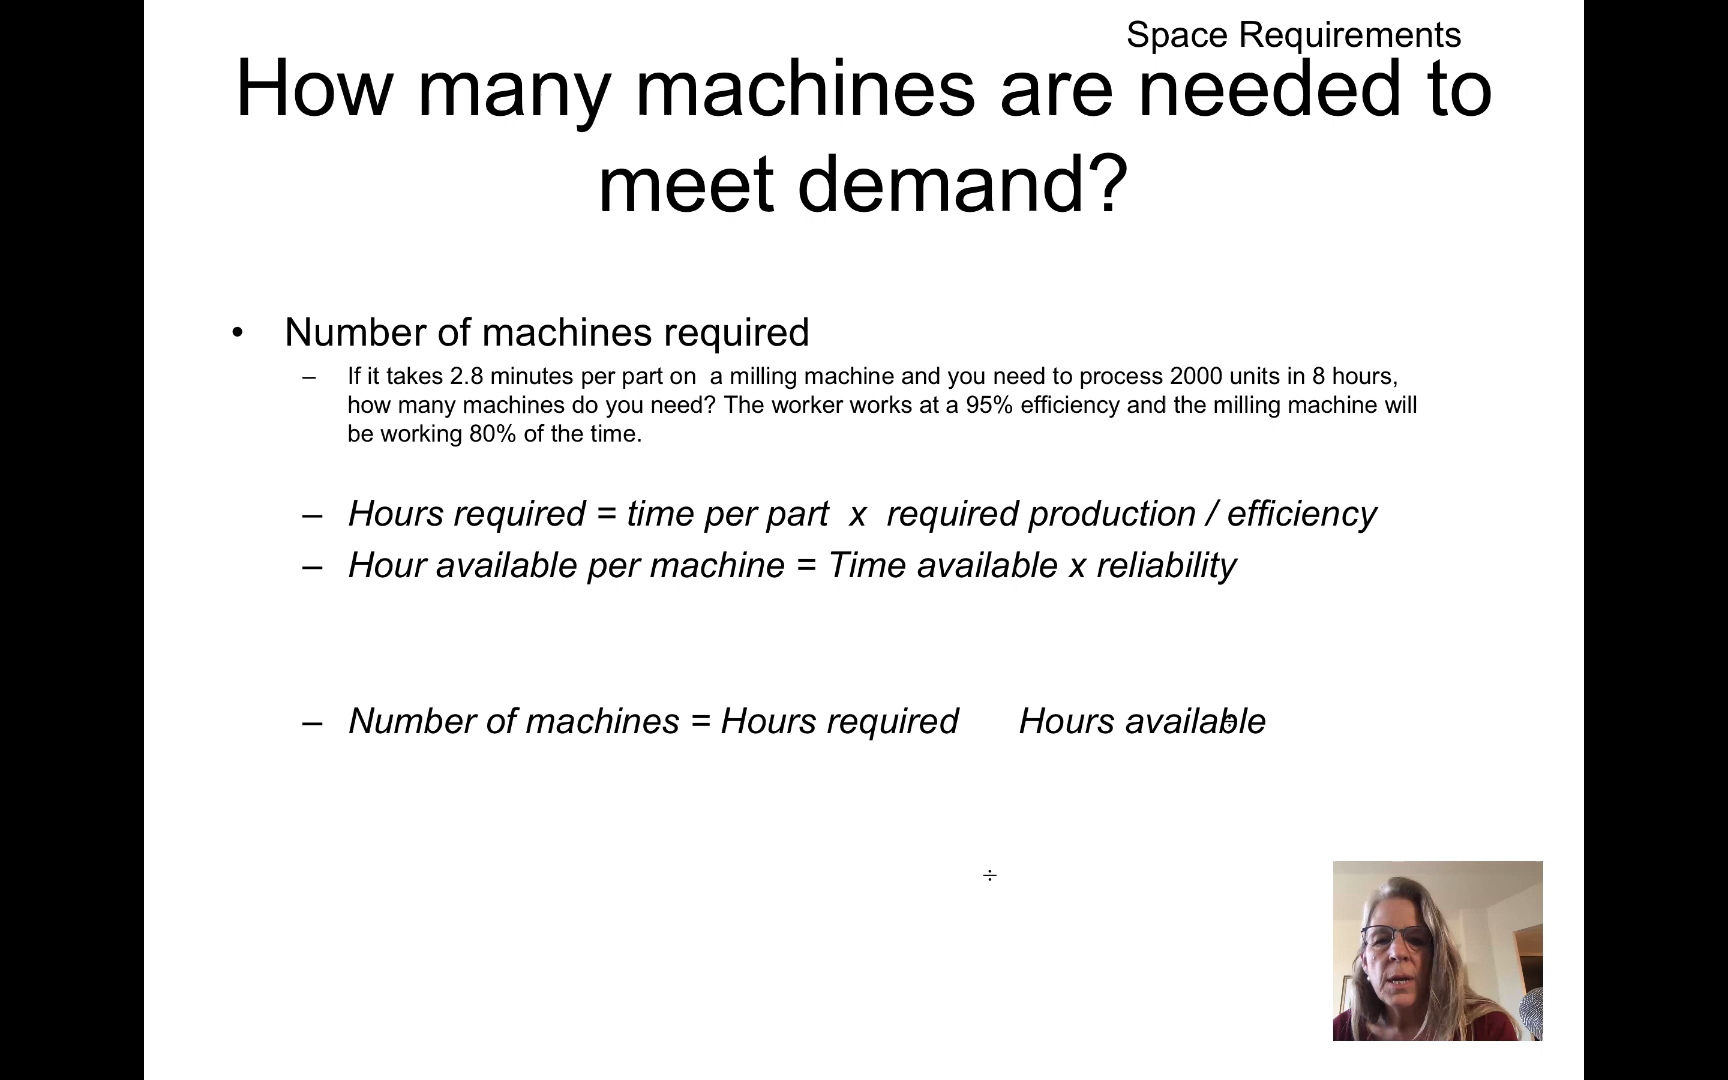 Space Requirements
How many machines are needed to
meet demand?
• Number of machines required
– If it takes 2.8 minutes per part on  a milling machine and you need to process 2000 units in 8 hours,
how many machines do you need? The worker works at a 95% efficiency and the milling machine will
be working 80% of the time.
– Hours required = time per part  x  required production / efficiency
– Hour available per machine = Time available x reliability
– Number of machines = Hours required      Hours available
÷